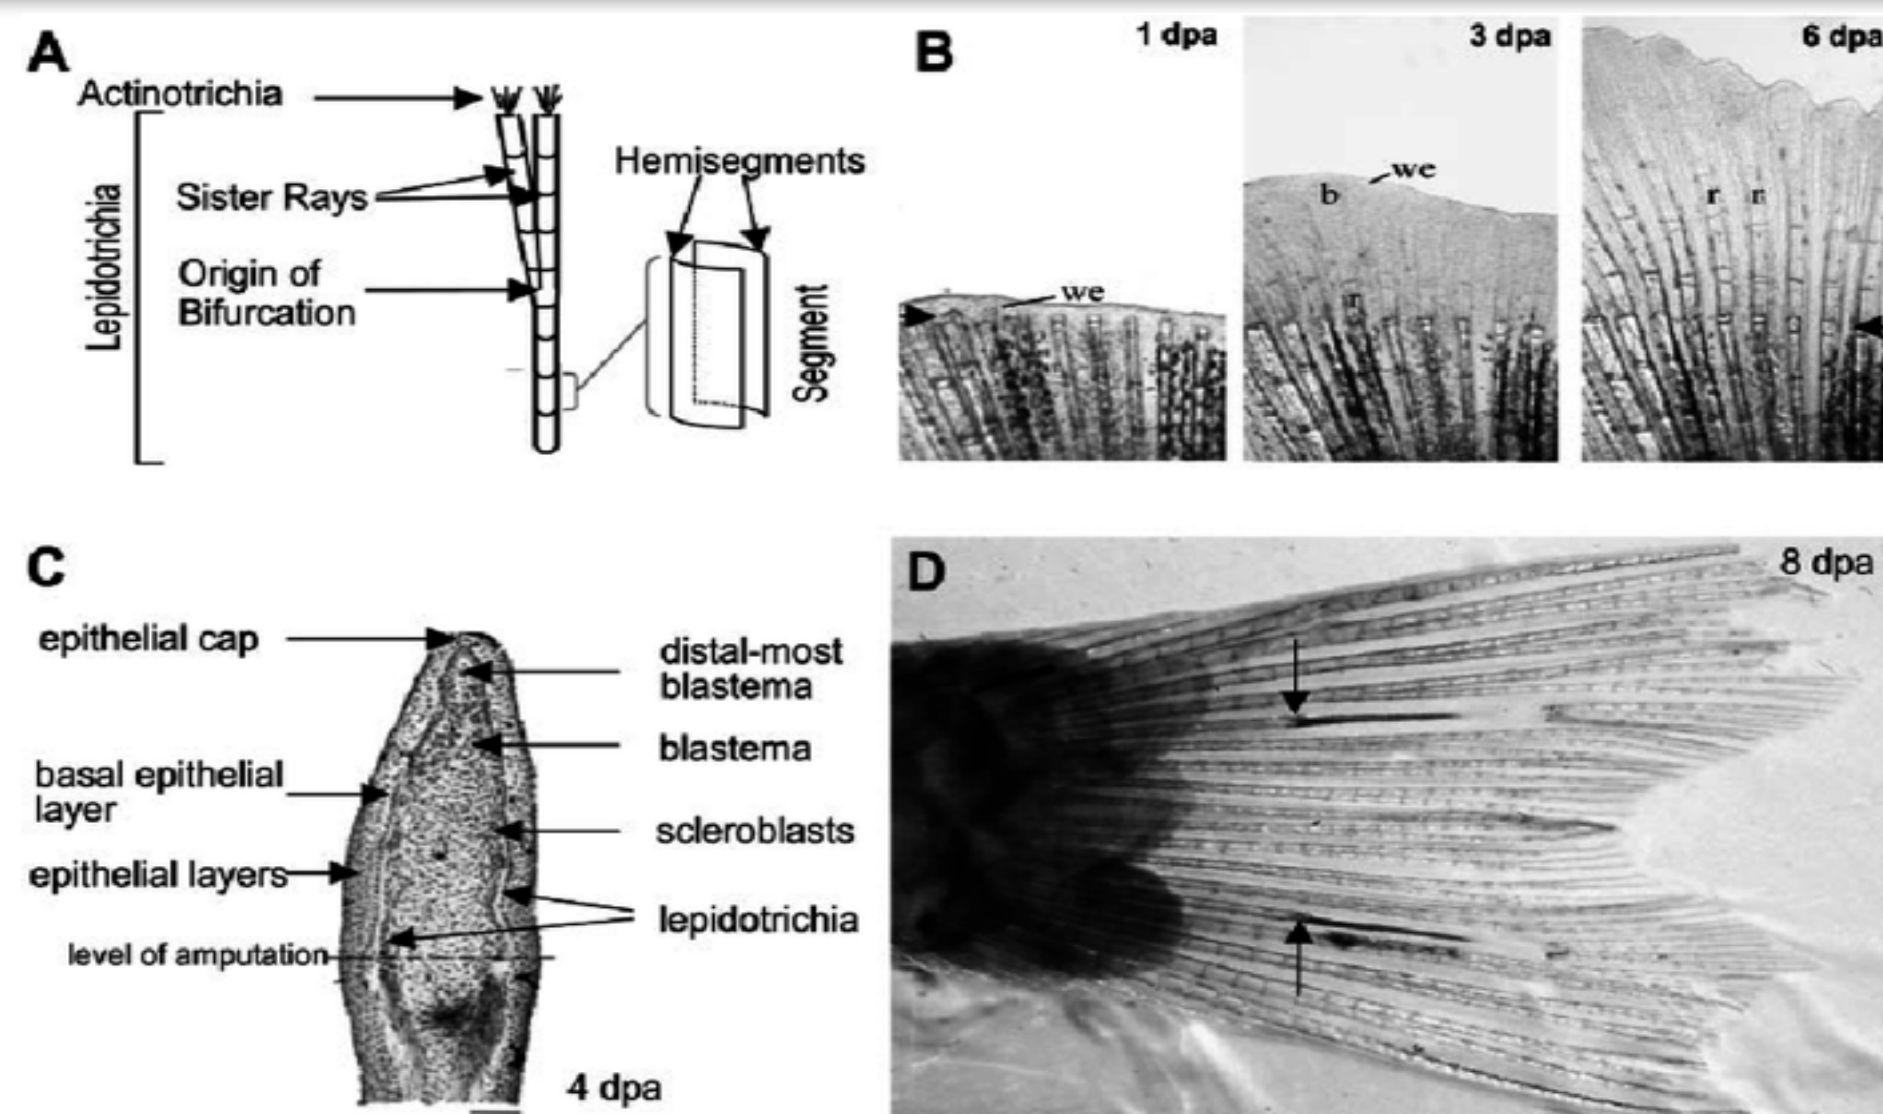 A
Actinotrichia
Lepidotrichia
Sister Rays
Origin of
Bifurcation
Hemisegments
Segment
B
1 dpa
we
3 dpa
we
b
r
6 dpa
r
r
C
epithelial cap
distal-most
blastema
blastema
basal epithelial
layer
scleroblasts
epithelial layers
lepidotrichia
level of amputation
4 dpa
D
8 dpa